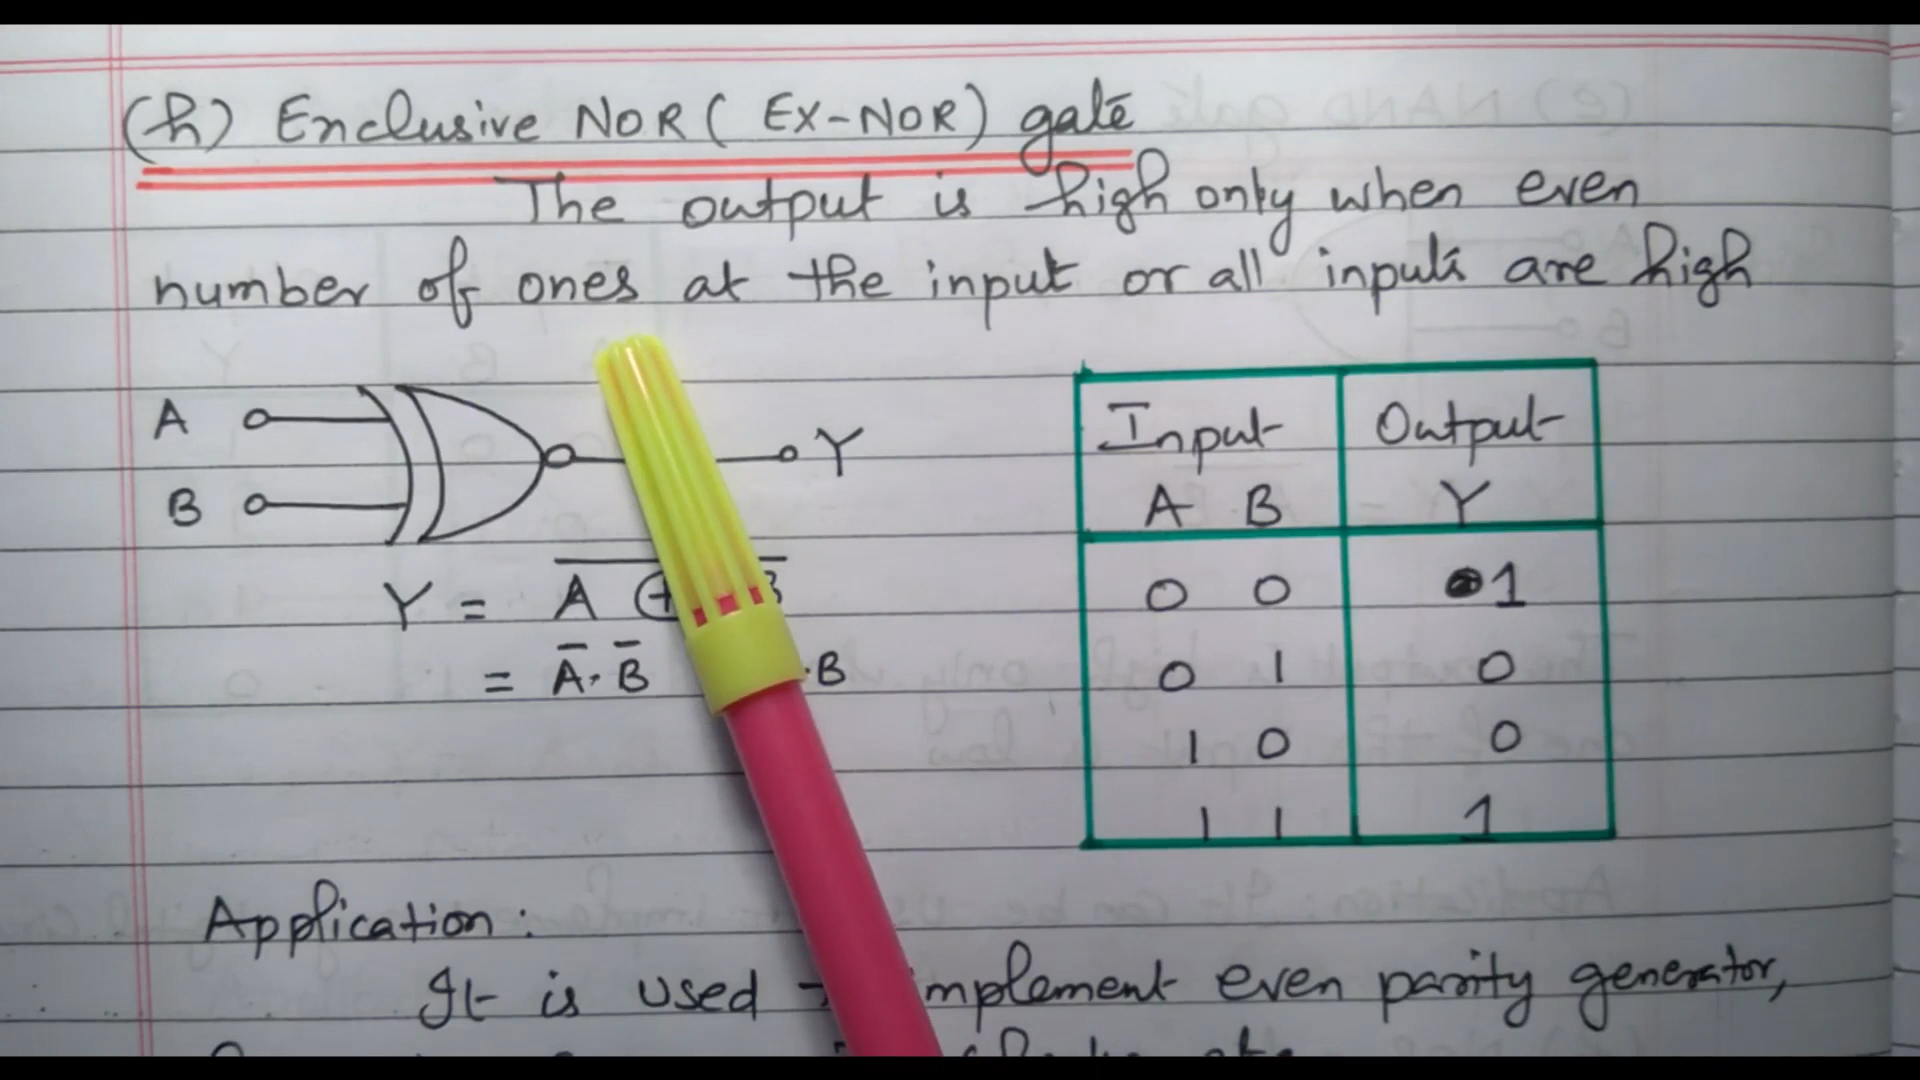 (h) Exclusive NOR (EX-NOR) gate
The output is high only when even
number of ones at the input or all inputs are high
A
B
Y
Y = A ⊕ B
= A̅·B̅ ·B
Input Output
A B Y
0 0 1
0 1 0
1 0 0
1 1 1
Application:
It is used implement even parity generator,